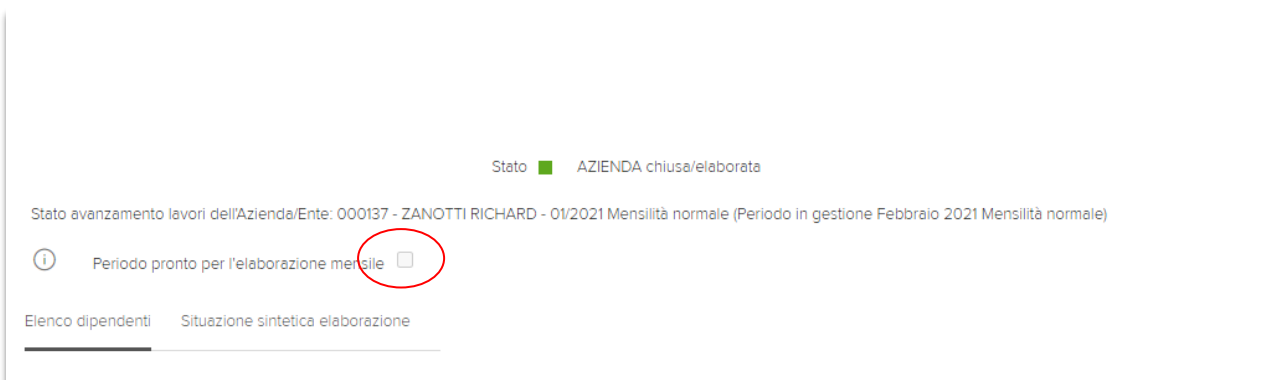 Stato AZIENDA chiusa/elaborata
Stato avanzamento lavori dell'Azienda/Ente: 000137 - ZANOTTI RICHARD - 01/2021 Mensilità normale (Periodo in gestione Febbraio 2021 Mensilità normale)
Periodo pronto per l'elaborazione mensile
Elenco dipendenti Situazione sintetica elaborazione